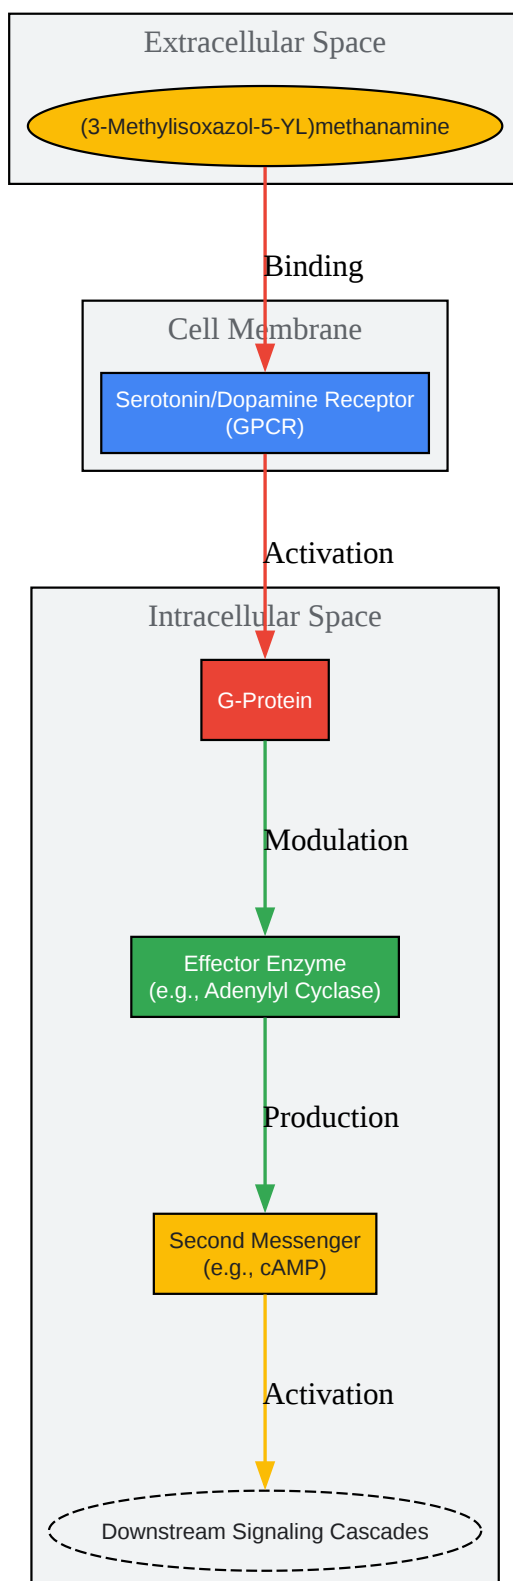 Extracellular Space
(3-Methylisoxazol-5-YL)methanamine
Binding
Cell Membrane
Serotonin/Dopamine Receptor
(GPCR)
Activation
Intracellular Space
G-Protein
Modulation
Effector Enzyme
(e.g., Adenylyl Cyclase)
Production
Second Messenger
(e.g., cAMP)
Activation
Downstream Signaling Cascades